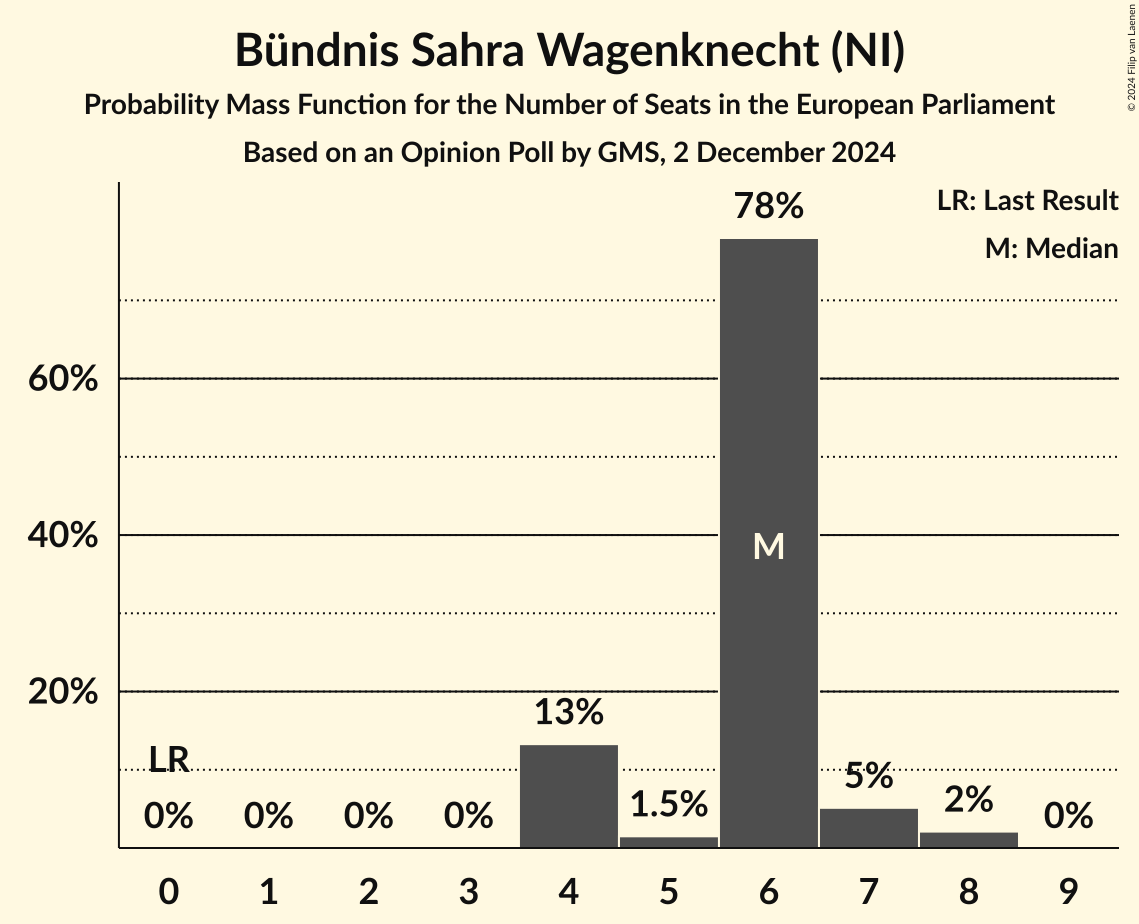 Bündnis Sahra Wagenknecht (NI)
Probability Mass Function for the Number of Seats in the European Parliament
Based on an Opinion Poll by GMS, 2 December 2024
© 2024 Filip van Laenen
LR: Last Result
M: Median
78%
60%
40%
M
20%
13%
LR
5%
2%
1.5%
0% 0% 0% 0% 0%
0 1 2 3 4 5 6 7 8 9